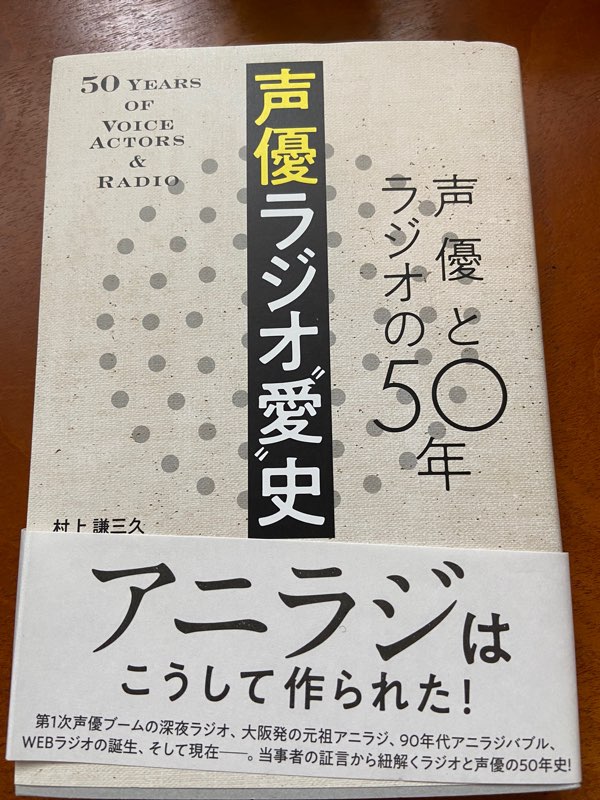 50 YEARS
OF
VOICE
ACTORS
&
RADIO
声優ラジオ“愛”史
声優と
ラジオの
50年
村上謙三久
アニラジは
こうして作られた!
第1次声優ブームの深夜ラジオ、大阪発の元祖アニラジ、90年代アニラジバブル、
WEBラジオの誕生、そして現在――。当事者の証言から紐解くラジオと声優の50年史!